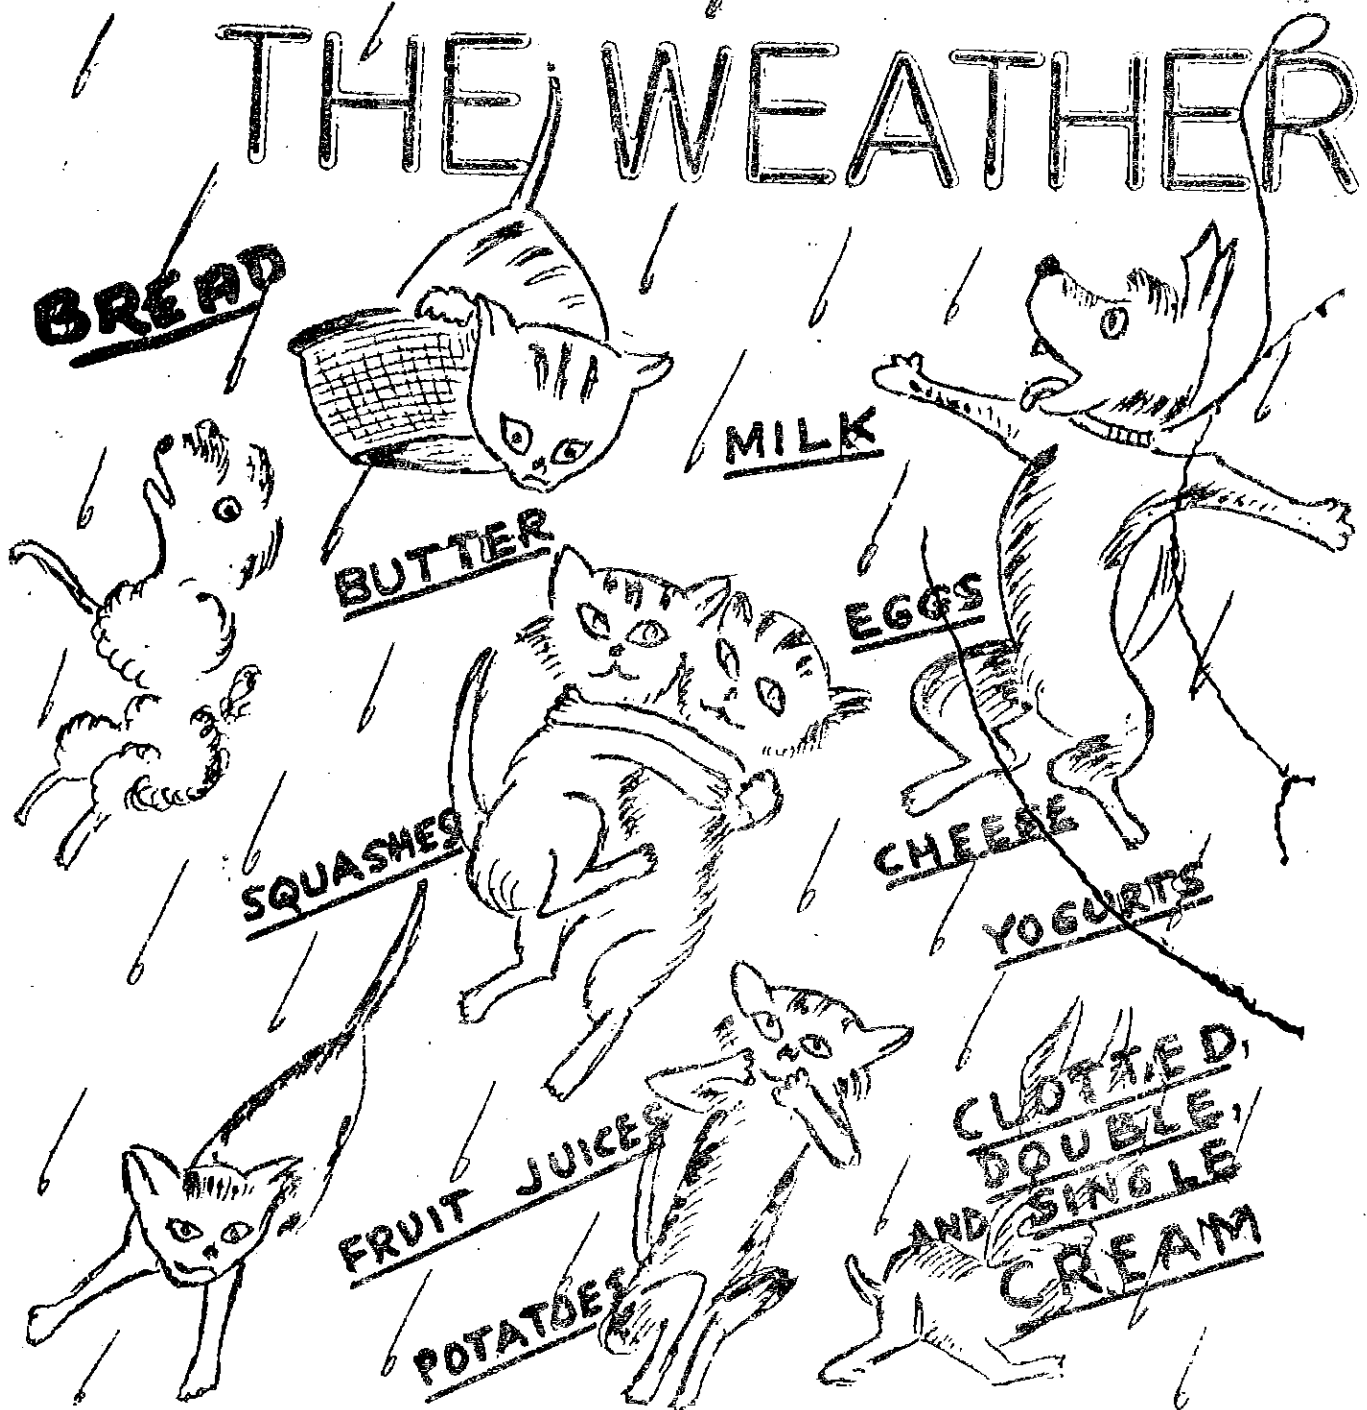 THE WEATHER
BREAD
MILK
BUTTER
EGGS
SQUASHES
CHEESE
YOGURTS
CLOTTED,
DOUBLE,
AND SINGLE
CREAM
FRUIT JUICES
POTATOES